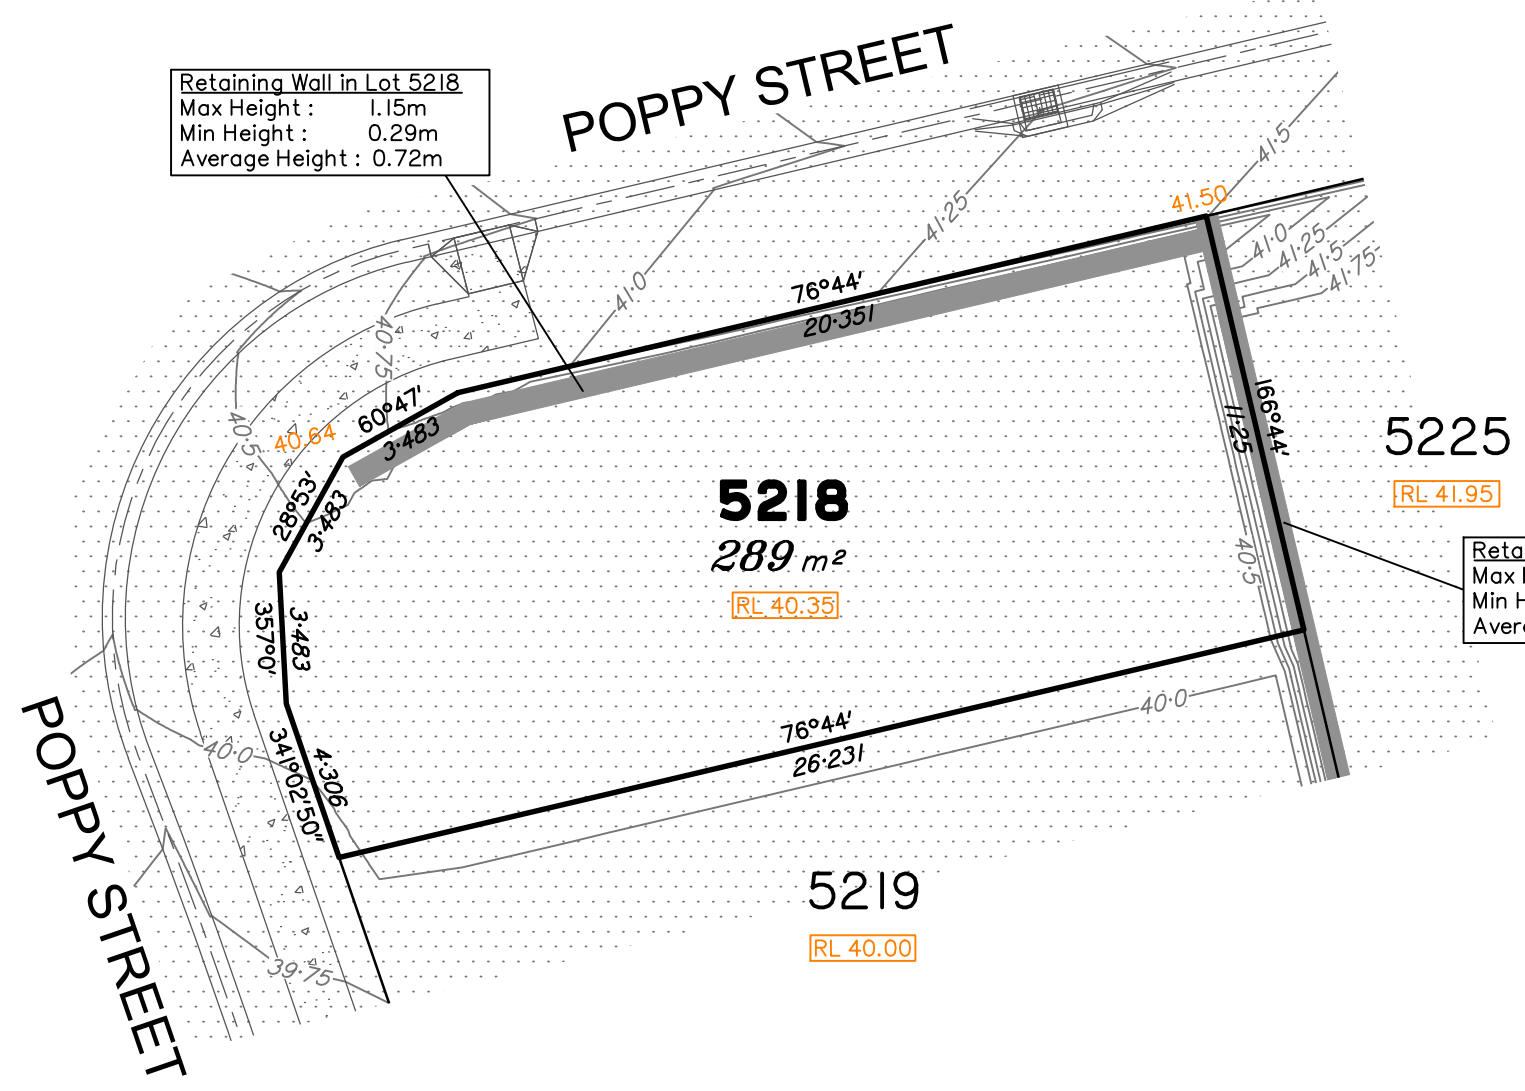 POPPY STREET
Retaining Wall in Lot 5218
Max Height : 1.15m
Min Height : 0.29m
Average Height : 0.72m
41.50
41·5
41·25
41·0
41·0
41·25
41·5
41·75
76°44'
20·351
40·75
60°47'
3·483
40.64
40·5
28°53'
3·483
166°44'
11·25
5225
RL 41.95
5218
289 m²
RL 40.35
40·5
Reta
Max
Min H
Aver
357°0'
3·483
POPPY STREET
341°02'50"
4·306
40·0
76°44'
26·231
40·0
5219
RL 40.00
39·75